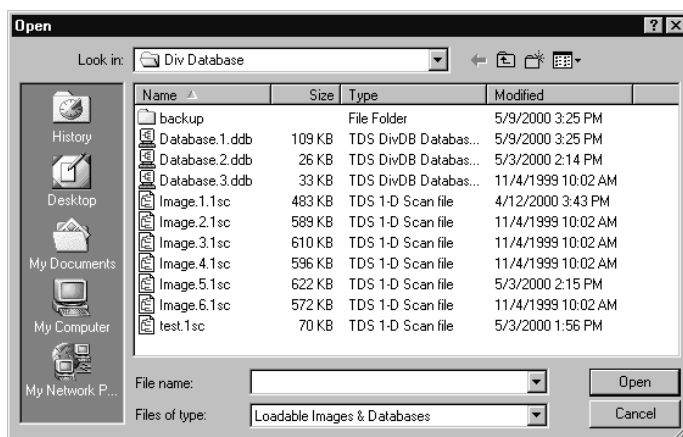 Open
Look in: Div Database
Name Size Type Modified
backup File Folder 5/9/2000 3:25 PM
Database.1.ddb 109 KB TDS DivDB Databas... 5/9/2000 3:25 PM
Database.2.ddb 26 KB TDS DivDB Databas... 5/3/2000 2:14 PM
Database.3.ddb 33 KB TDS DivDB Databas... 11/4/1999 10:02 AM
Image.1.1sc 483 KB TDS 1-D Scan file 4/12/2000 3:43 PM
Image.2.1sc 589 KB TDS 1-D Scan file 11/4/1999 10:02 AM
Image.3.1sc 610 KB TDS 1-D Scan file 11/4/1999 10:02 AM
Image.4.1sc 596 KB TDS 1-D Scan file 11/4/1999 10:02 AM
Image.5.1sc 622 KB TDS 1-D Scan file 5/3/2000 2:15 PM
Image.6.1sc 572 KB TDS 1-D Scan file 11/4/1999 10:02 AM
test.1sc 70 KB TDS 1-D Scan file 5/3/2000 1:56 PM
History
Desktop
My Documents
My Computer
My Network P...
File name: Open
Files of type: Loadable Images & Databases Cancel